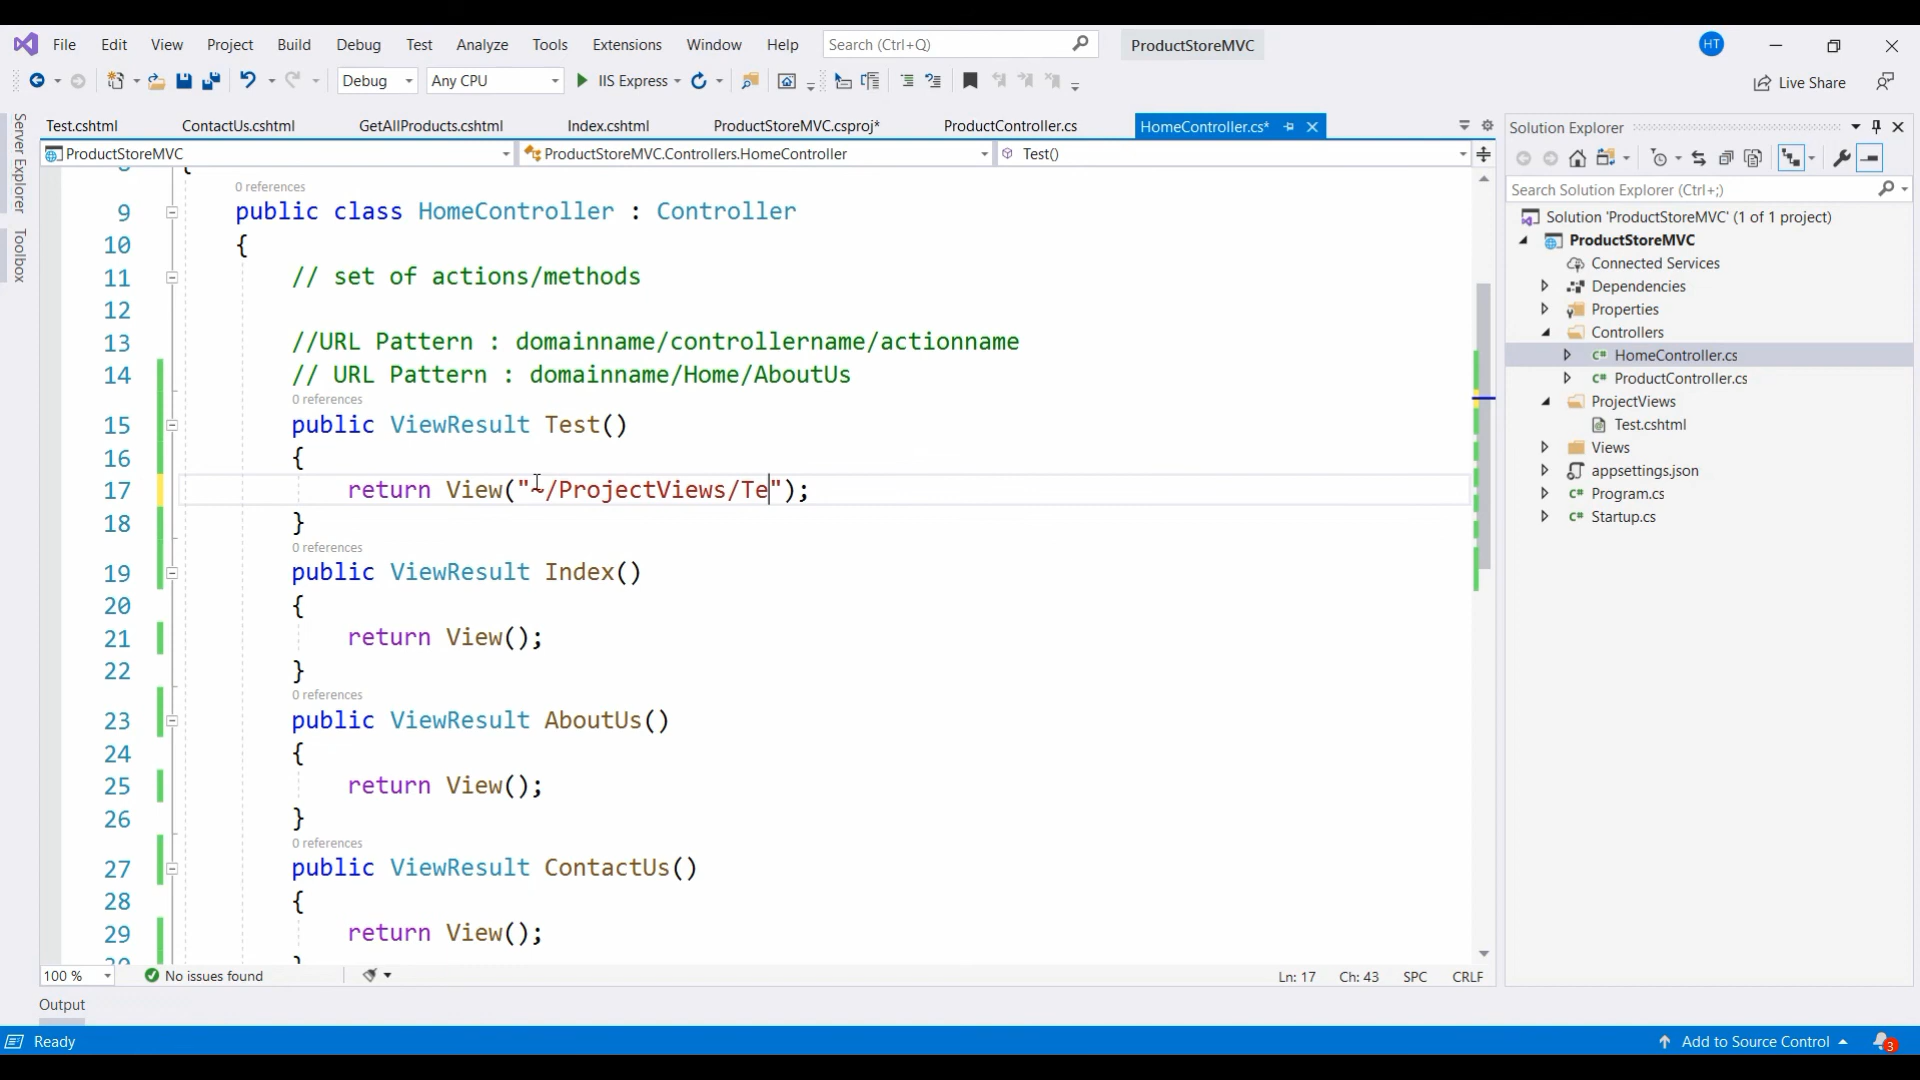 File Edit View Project Build Debug Test Analyze Tools Extensions Window Help Search (Ctrl+Q) ProductStoreMVC HT
Debug Any CPU IIS Express Live Share
Server Explorer
Toolbox
Test.cshtml ContactUs.cshtml GetAllProducts.cshtml Index.cshtml ProductStoreMVC.csproj* ProductController.cs HomeController.cs*
ProductStoreMVC ProductStoreMVC.Controllers.HomeController Test()
0 references
9 public class HomeController : Controller
10 {
11 // set of actions/methods
12
13 //URL Pattern : domainname/controllername/actionname
14 // URL Pattern : domainname/Home/AboutUs
0 references
15 public ViewResult Test()
16 {
17 return View("~/ProjectViews/Te");
18 }
0 references
19 public ViewResult Index()
20 {
21 return View();
22 }
0 references
23 public ViewResult AboutUs()
24 {
25 return View();
26 }
0 references
27 public ViewResult ContactUs()
28 {
29 return View();
100 % No issues found Ln: 17 Ch: 43 SPC CRLF
Output
Ready Add to Source Control 3
Solution Explorer
Search Solution Explorer (Ctrl+;)
Solution 'ProductStoreMVC' (1 of 1 project)
ProductStoreMVC
Connected Services
Dependencies
Properties
Controllers
C# HomeController.cs
C# ProductController.cs
ProjectViews
Test.cshtml
Views
appsettings.json
C# Program.cs
C# Startup.cs